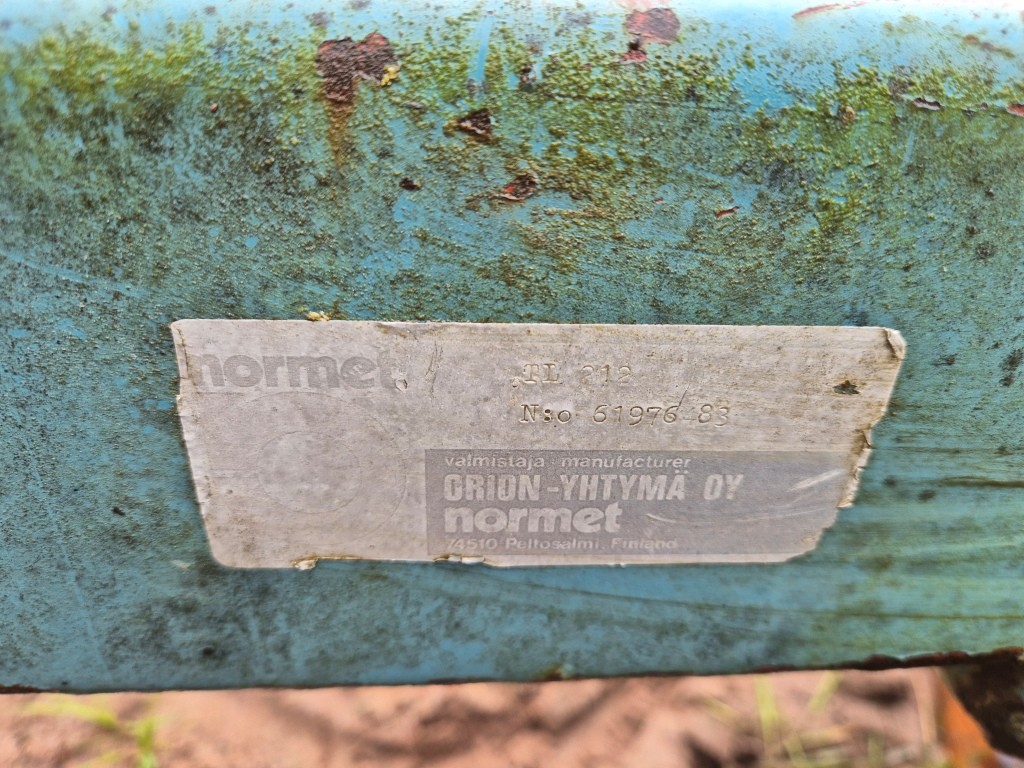 normet
TL 212
N:o 61976 83
valmistaja - manufacturer
ORION -YHTYMÄ OY
normet
74510 Peltosalmi, Finland